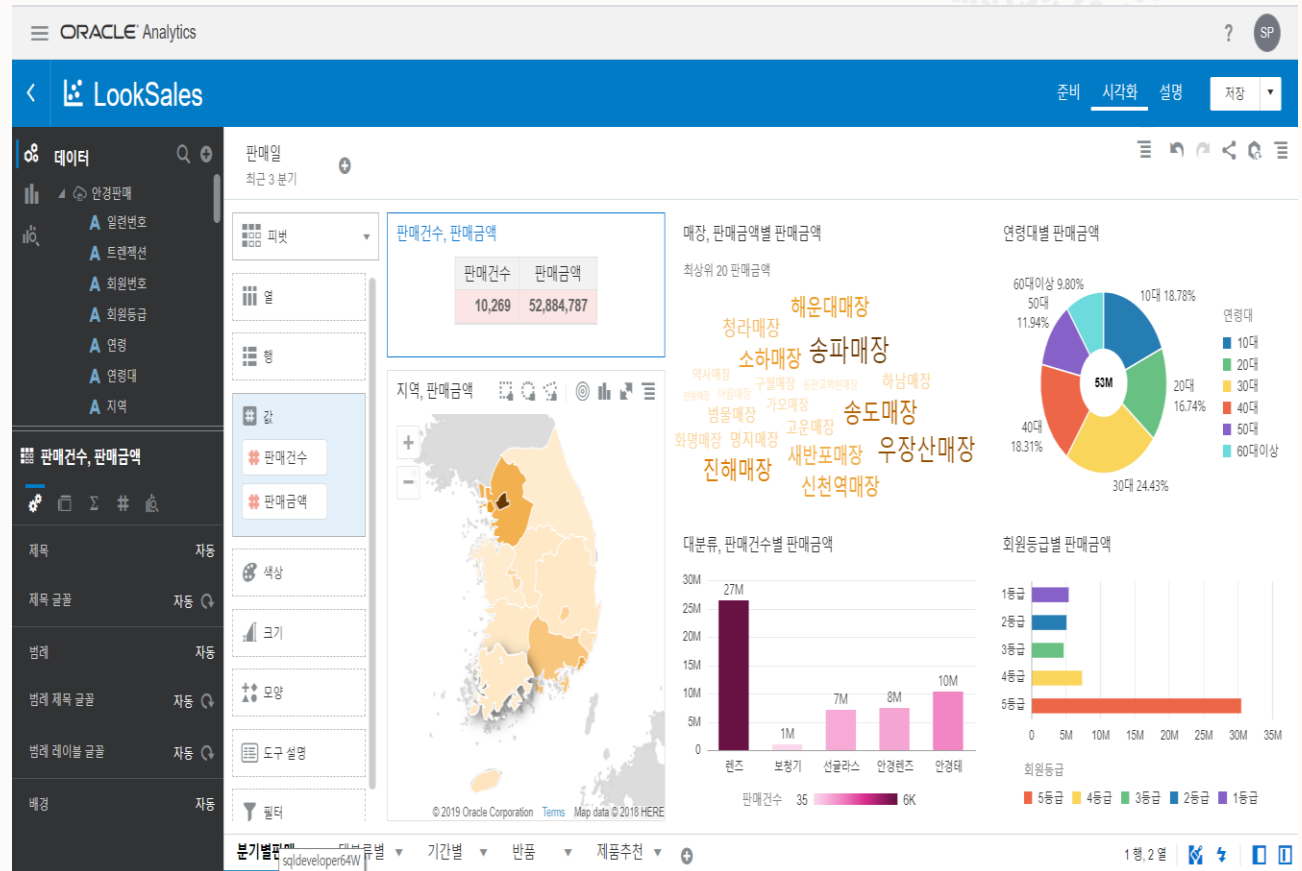 ORACLE Analytics
?
SP
LookSales
준비
시각화
설명
저장
데이터
안경판매
일련번호
트렌젝션
회원번호
회원등급
연령
연령대
지역
판매건수, 판매금액
제목
자동
제목 글꼴
자동
범례
자동
범례 제목 글꼴
자동
범례 레이블 글꼴
자동
배경
자동
판매일
최근 3 분기
피벗
열
행
값
판매건수
판매금액
색상
크기
모양
도구 설명
필터
판매건수, 판매금액
판매건수 판매금액
10,269 52,884,787
지역, 판매금액
© 2019 Oracle Corporation Terms Map data © 2018 HERE
매장, 판매금액별 판매금액
최상위 20 판매금액
해운대매장
청라매장
송파매장
소하매장
역사매장
구월매장
하남매장
가오매장
범물매장
송도매장
고운매장
화명매장
명지매장
우장산매장
새반포매장
진해매장
신천역매장
연령대별 판매금액
60대이상 9.80%
10대 18.78%
50대
11.94%
53M
20대
16.74%
40대
18.31%
30대 24.43%
연령대
10대
20대
30대
40대
50대
60대이상
대분류, 판매건수별 판매금액
30M
25M
20M
15M
10M
5M
0
27M
1M
7M
8M
10M
렌즈
보청기
선글라스
안경렌즈
안경테
판매건수 35 6K
회원등급별 판매금액
1등급
2등급
3등급
4등급
5등급
0 5M 10M 15M 20M 25M 30M 35M
회원등급
5등급 4등급 3등급 2등급 1등급
분기별판
sqldeveloper64W
류별
기간별
반품
제품추천
1 행, 2 열